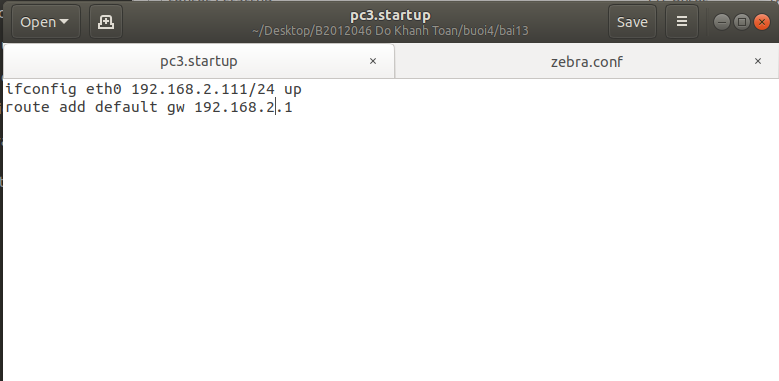 Open
pc3.startup
~/Desktop/B2012046 Do Khanh Toan/buoi4/bai13
Save
pc3.startup ×
zebra.conf ×
ifconfig eth0 192.168.2.111/24 up
route add default gw 192.168.2.1